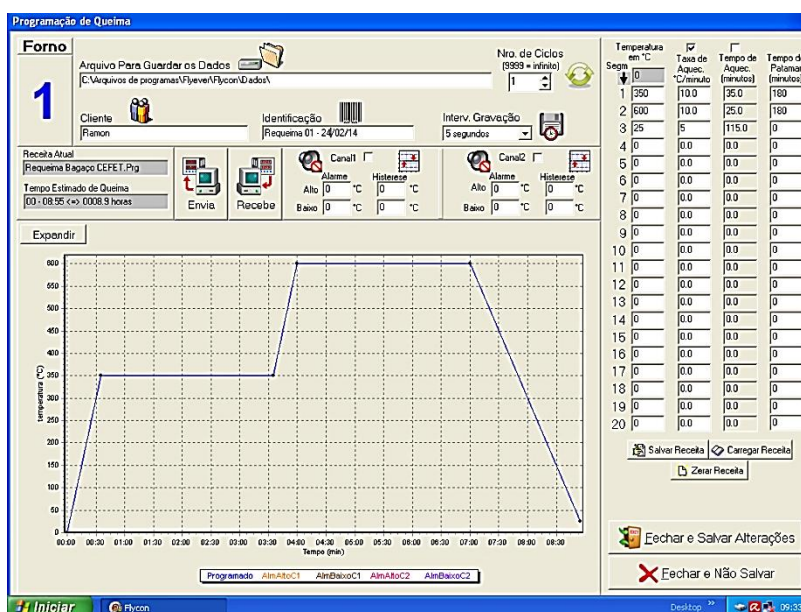 Programação de Queima
Forno
1
Arquivo Para Guardar os Dados
C:\Arquivos de programas\Flyever\Flycon\Dados\
Nro. de Ciclos
(9999 = infinito)
1
Cliente
Ramon
Identificação
Requeima 01 - 24/02/14
Interv. Gravação
5 segundos
Receita Atual
Requeima Bagaço CEFET.Prg
Tempo Estimado de Queima
00 - 08:55 <=> 0008.9 horas
Envia
Recebe
Canal1
Alarme Histerese
Alto 0 °C 0 °C
Baixo 0 °C 0 °C
Canal2
Alarme Histerese
Alto 0 °C 0 °C
Baixo 0 °C 0 °C
Temperatura em °C
Taxa de Aquec. °C/minuto
Tempo de Aquec. (minutos)
Tempo de Patamar (minutos)
Segm 0
1 350 10.0 35.0 180
2 600 10.0 25.0 180
3 25 5 115.0 0
4 0 0.0 0.0 0
5 0 0.0 0.0 0
6 0 0.0 0.0 0
7 0 0.0 0.0 0
8 0 0.0 0.0 0
9 0 0.0 0.0 0
10 0 0.0 0.0 0
11 0 0.0 0.0 0
12 0 0.0 0.0 0
13 0 0.0 0.0 0
14 0 0.0 0.0 0
15 0 0.0 0.0 0
16 0 0.0 0.0 0
17 0 0.0 0.0 0
18 0 0.0 0.0 0
19 0 0.0 0.0 0
20 0 0.0 0.0 0
Salvar Receita
Carregar Receita
Zerar Receita
Fechar e Salvar Alterações
Fechar e Não Salvar
Expandir
temperatura (°C)
600
550
500
450
400
350
300
250
200
150
100
50
0
00:00 00:30 01:00 01:30 02:00 02:30 03:00 03:30 04:00 04:30 05:00 05:30 06:00 06:30 07:00 07:30 08:00 08:30
Tempo (min)
Programado AlmAltoC1 AlmBaixoC1 AlmAltoC2 AlmBaixoC2
Iniciar
Flycon
Desktop »
09:33